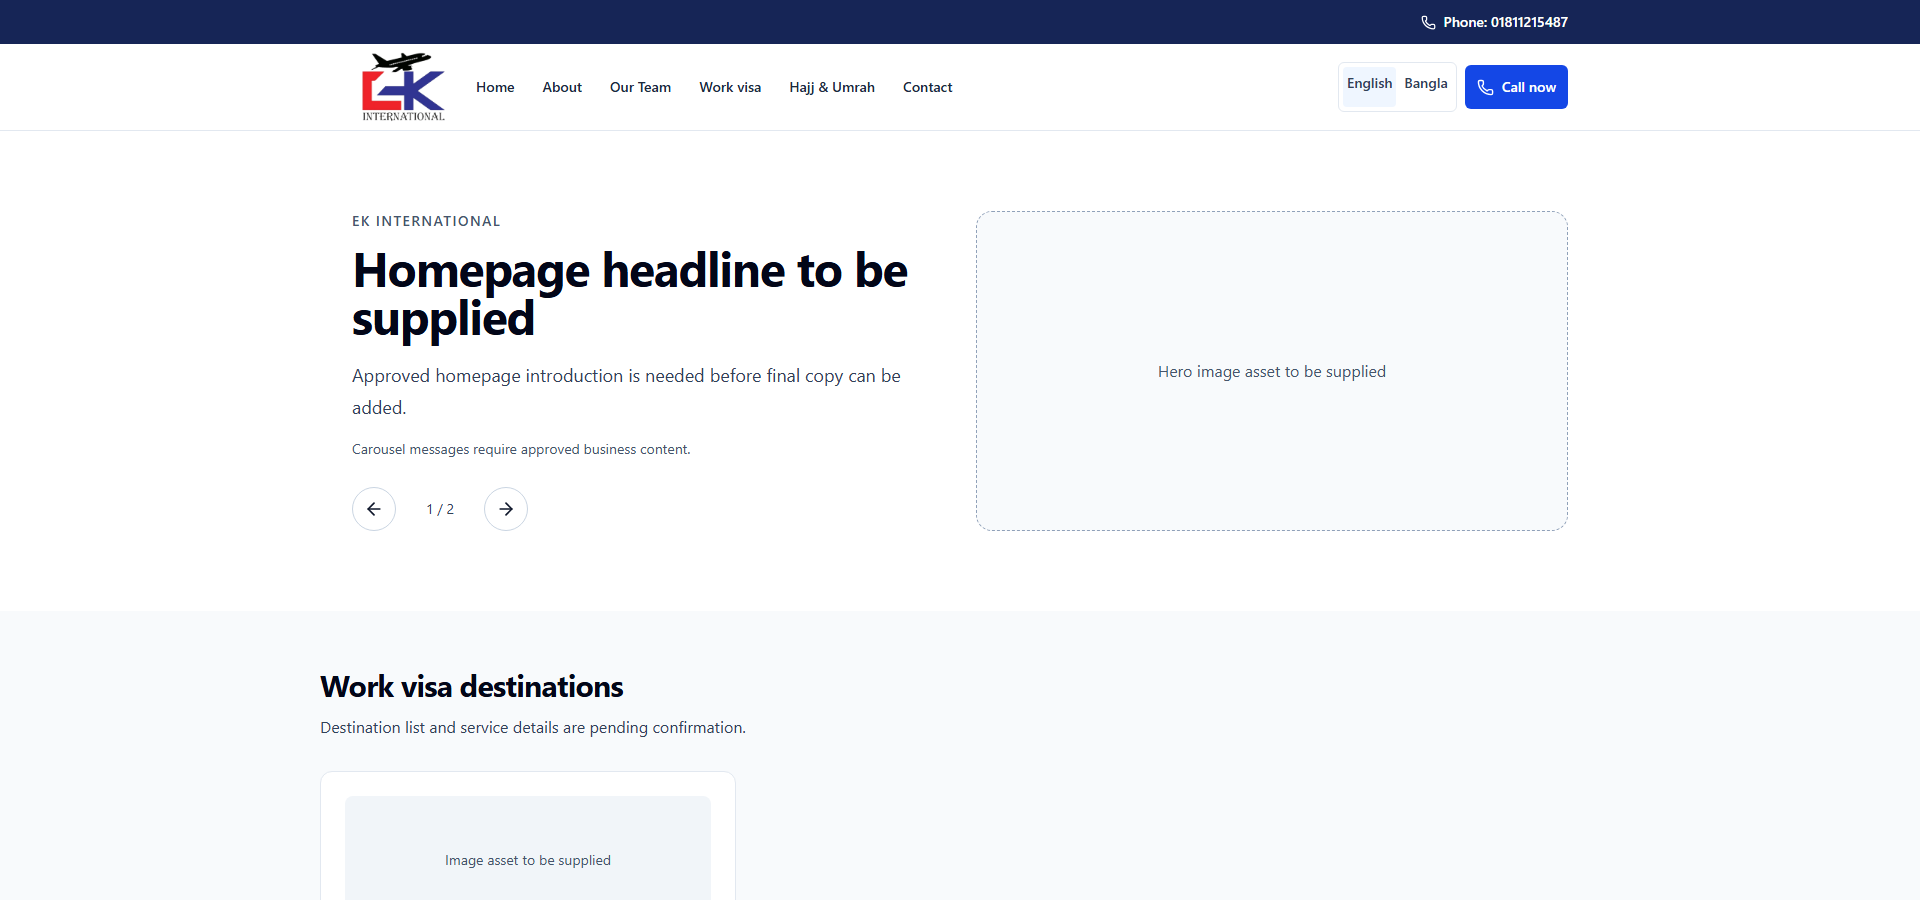 Phone: 01811215487
EK
INTERNATIONAL
Home
About
Our Team
Work visa
Hajj & Umrah
Contact
English
Bangla
Call now
EK INTERNATIONAL
Homepage headline to be
supplied
Approved homepage introduction is needed before final copy can be
added.
Carousel messages require approved business content.
1 / 2
Hero image asset to be supplied
Work visa destinations
Destination list and service details are pending confirmation.
Image asset to be supplied